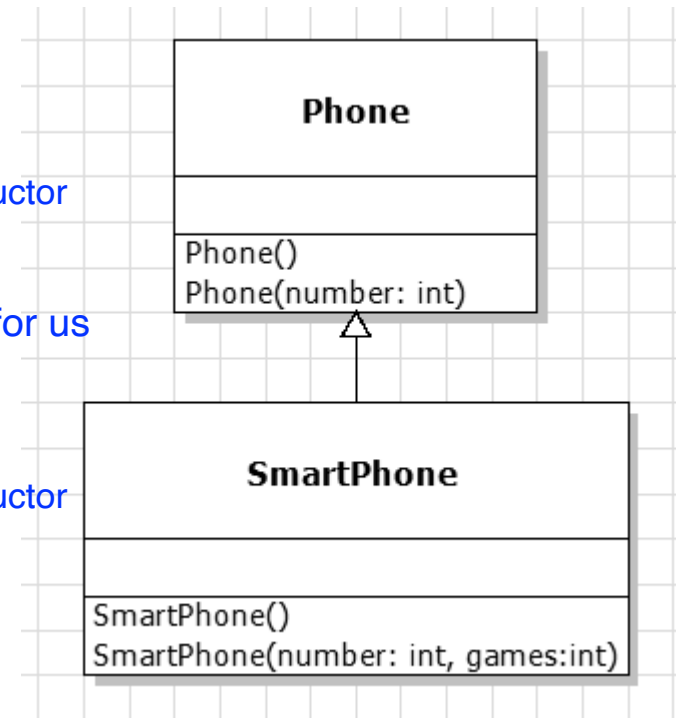 Phone
uctor
Phone()
Phone(number: int)
for us
SmartPhone
uctor
SmartPhone()
SmartPhone(number: int, games:int)